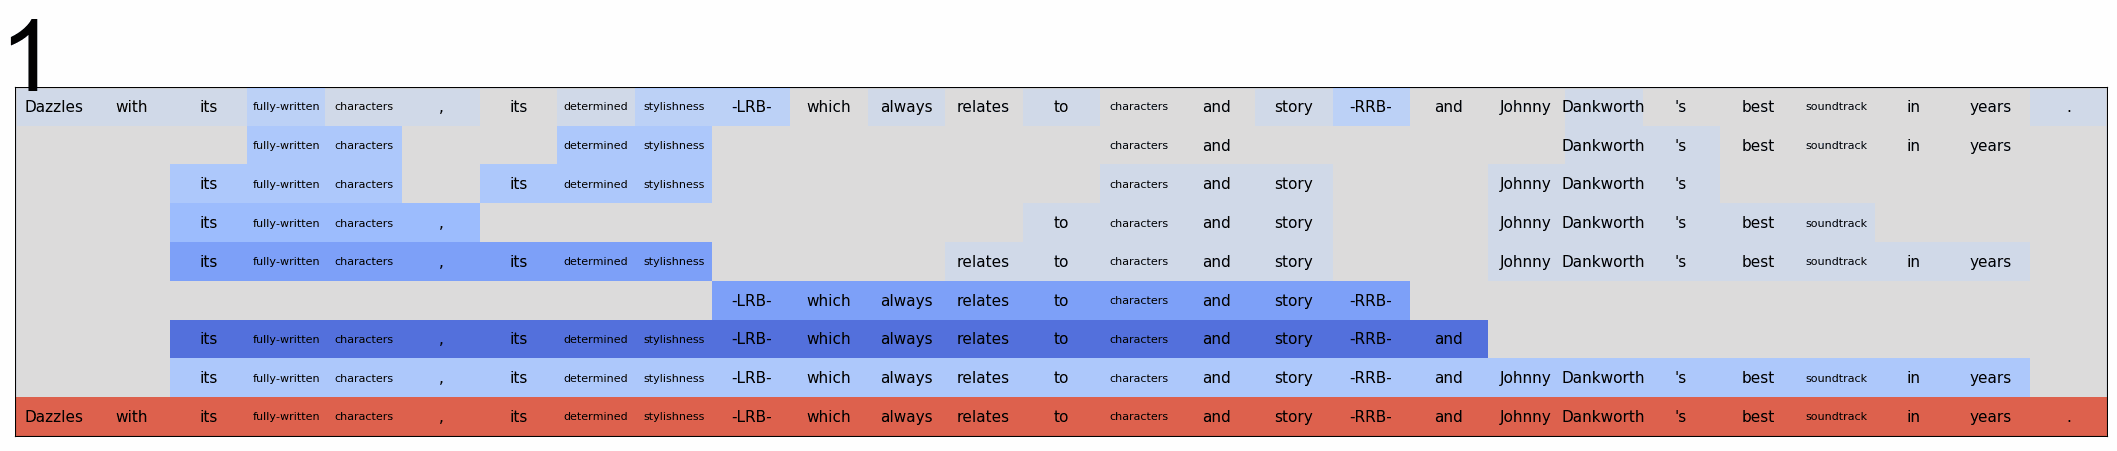 1
Dazzles with its fully-written characters , its determined stylishness -LRB- which always relates to characters and story -RRB- and Johnny Dankworth 's best soundtrack in years .
fully-written characters determined stylishness characters and Dankworth 's best soundtrack in years
its fully-written characters its determined stylishness characters and story Johnny Dankworth 's
its fully-written characters , to characters and story Johnny Dankworth 's best soundtrack
its fully-written characters , its determined stylishness relates to characters and story Johnny Dankworth 's best soundtrack in years
-LRB- which always relates to characters and story -RRB-
its fully-written characters , its determined stylishness -LRB- which always relates to characters and story -RRB- and
its fully-written characters , its determined stylishness -LRB- which always relates to characters and story -RRB- and Johnny Dankworth 's best soundtrack in years
Dazzles with its fully-written characters , its determined stylishness -LRB- which always relates to characters and story -RRB- and Johnny Dankworth 's best soundtrack in years .